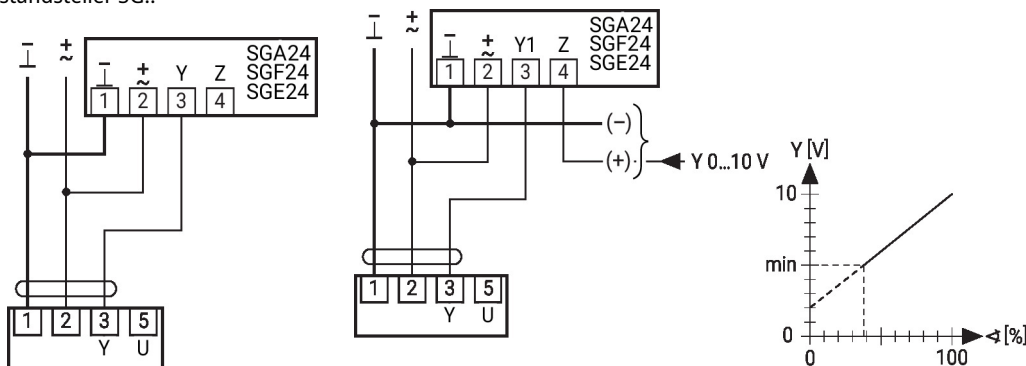 standsteller SG..
– + ~
SGA24
SGF24
SGE24
– + ~ Y Z
1 2 3 4
1 2 3 5
Y U
– + ~
SGA24
SGF24
SGE24
– + ~ Y1 Z
1 2 3 4
(–)
(+) Y 0...10 V
1 2 3 5
Y U
Y [V]
10
min
0
0 100
∢ [%]